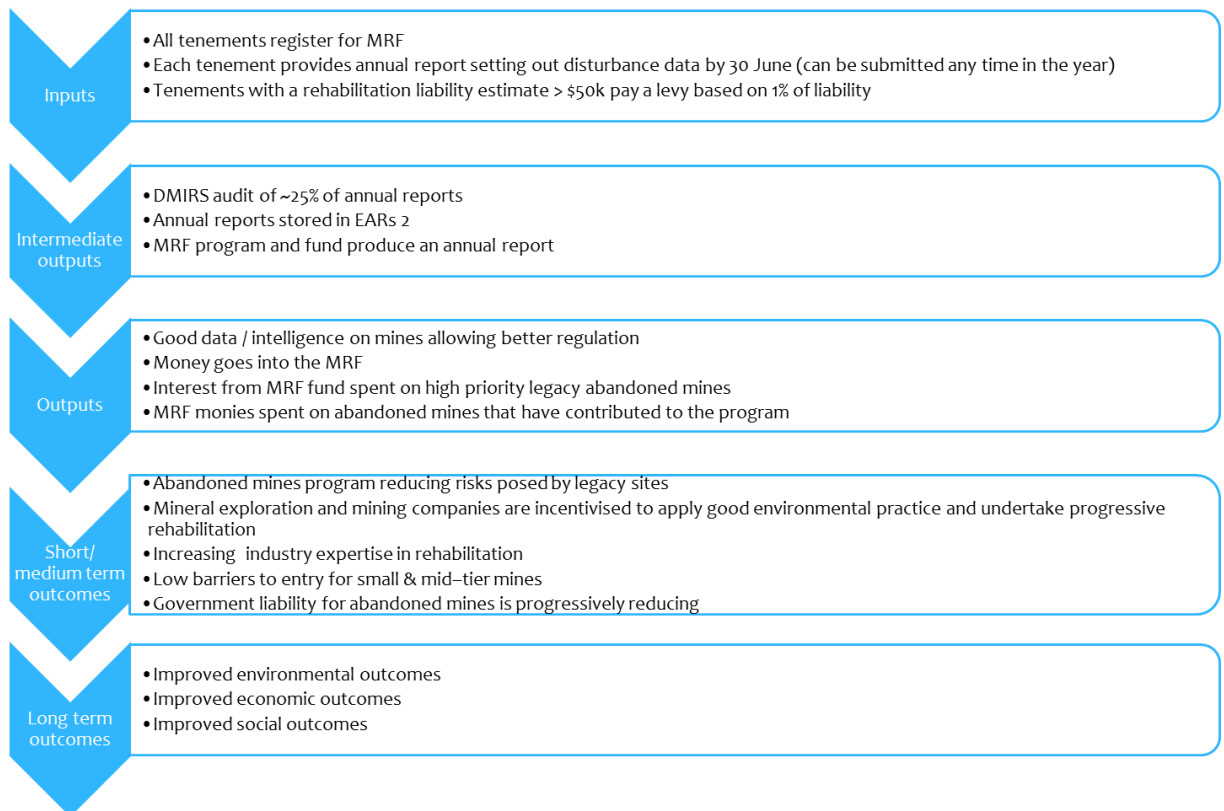 Inputs
•All tenements register for MRF
•Each tenement provides annual report setting out disturbance data by 30 June (can be submitted any time in the year)
•Tenements with a rehabilitation liability estimate > $50k pay a levy based on 1% of liability
Intermediate
outputs
•DMIRS audit of ~25% of annual reports
•Annual reports stored in EARs 2
•MRF program and fund produce an annual report
Outputs
•Good data / intelligence on mines allowing better regulation
•Money goes into the MRF
•Interest from MRF fund spent on high priority legacy abandoned mines
•MRF monies spent on abandoned mines that have contributed to the program
Short/
medium term
outcomes
•Abandoned mines program reducing risks posed by legacy sites
•Mineral exploration and mining companies are incentivised to apply good environmental practice and undertake progressive
rehabilitation
•Increasing industry expertise in rehabilitation
•Low barriers to entry for small & mid–tier mines
•Government liability for abandoned mines is progressively reducing
Long term
outcomes
•Improved environmental outcomes
•Improved economic outcomes
•Improved social outcomes